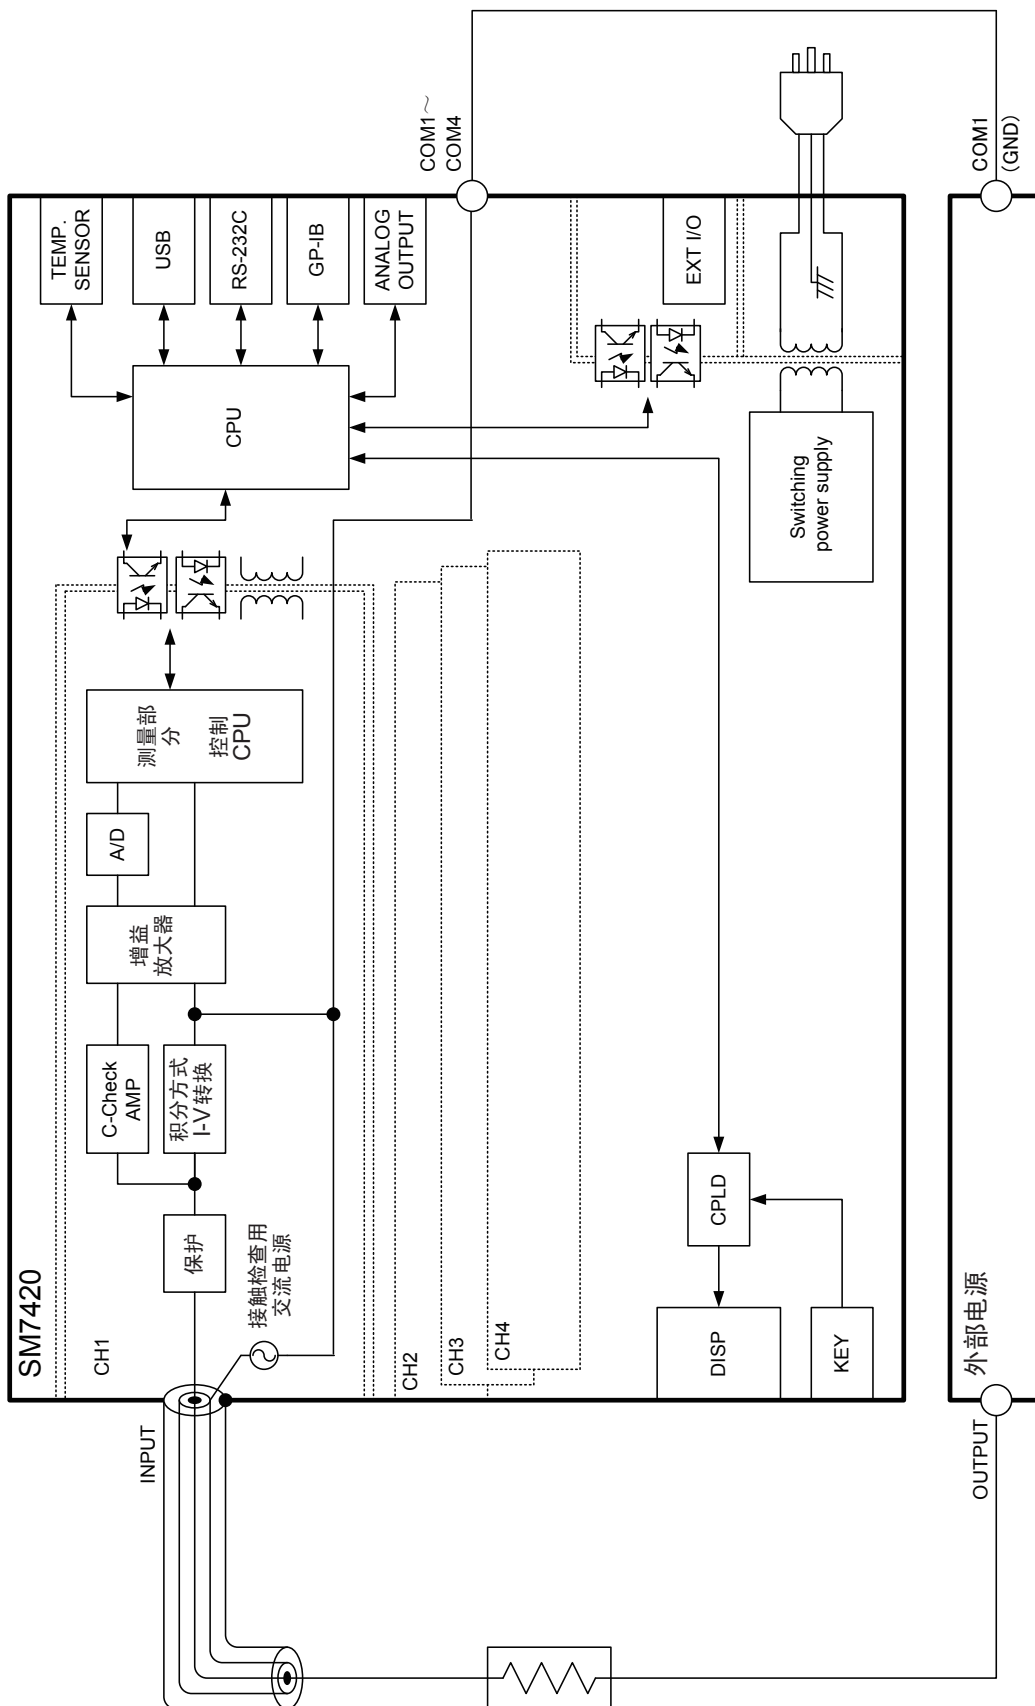 SM7420
CH1
INPUT
保护
接触检查用
交流电源
C-Check
AMP
积分方式
I-V转换
增益
放大器
A/D
测量部
分
控制
CPU
CPU
TEMP.
SENSOR
USB
RS-232C
GP-IB
ANALOG
OUTPUT
COM1~
COM4
CH2
CH3
CH4
EXT I/O
Switching
power supply
DISP
KEY
CPLD
外部电源
OUTPUT
COM1
(GND)